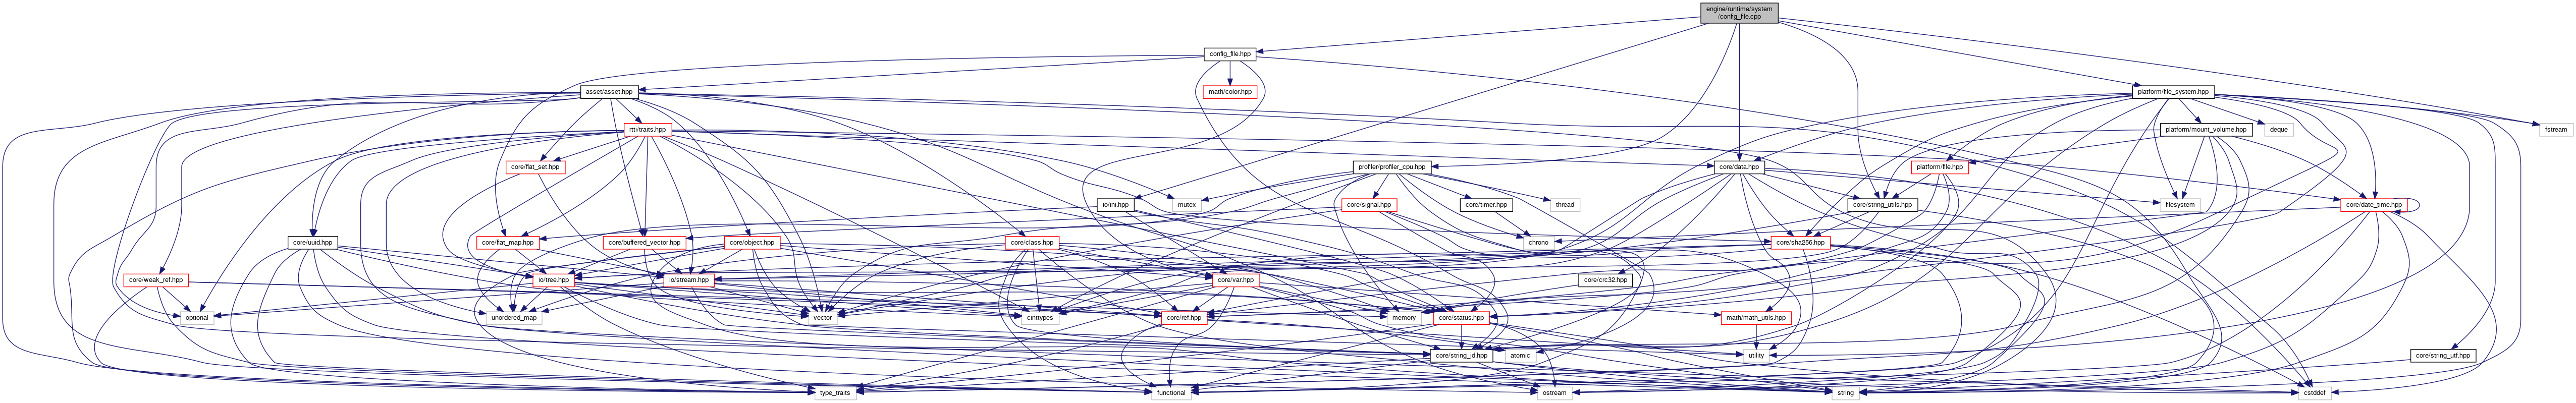 engine/runtime/system
/config_file.cpp
config_file.hpp
asset/asset.hpp
math/color.hpp
platform/file_system.hpp
rtti/traits.hpp
platform/mount_volume.hpp
deque
fstream
core/flat_set.hpp
profiler/profiler_cpu.hpp
core/data.hpp
platform/file.hpp
io/ini.hpp
mutex
core/signal.hpp
core/timer.hpp
thread
core/string_utils.hpp
filesystem
core/date_time.hpp
core/uuid.hpp
core/flat_map.hpp
core/buffered_vector.hpp
core/object.hpp
core/class.hpp
chrono
core/sha256.hpp
core/weak_ref.hpp
io/tree.hpp
io/stream.hpp
core/var.hpp
core/crc32.hpp
optional
unordered_map
vector
cinttypes
core/ref.hpp
memory
core/status.hpp
math/math_utils.hpp
core/string_id.hpp
atomic
utility
core/string_utf.hpp
type_traits
functional
ostream
string
cstddef